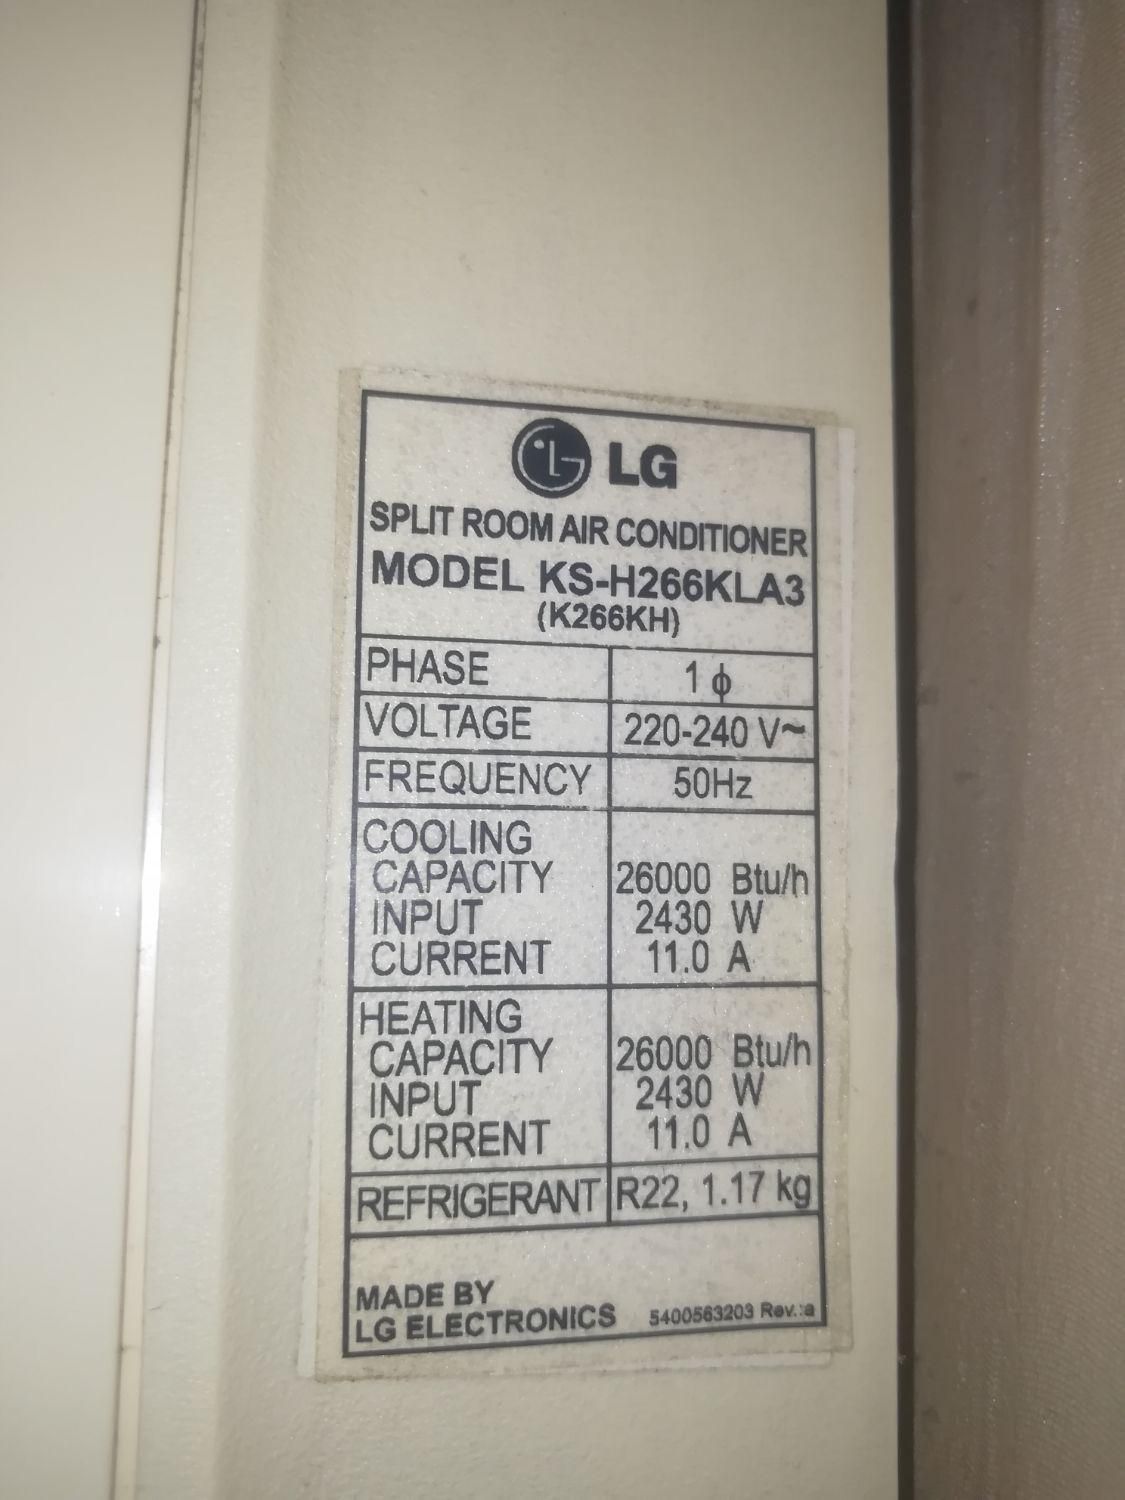 LG
SPLIT ROOM AIR CONDITIONER
MODEL KS-H266KLA3
(K266KH)
PHASE 1 ϕ
VOLTAGE 220-240 V~
FREQUENCY 50Hz
COOLING
CAPACITY 26000 Btu/h
INPUT 2430 W
CURRENT 11.0 A
HEATING
CAPACITY 26000 Btu/h
INPUT 2430 W
CURRENT 11.0 A
REFRIGERANT R22, 1.17 kg
MADE BY
LG ELECTRONICS 5400563203 Rev.:a